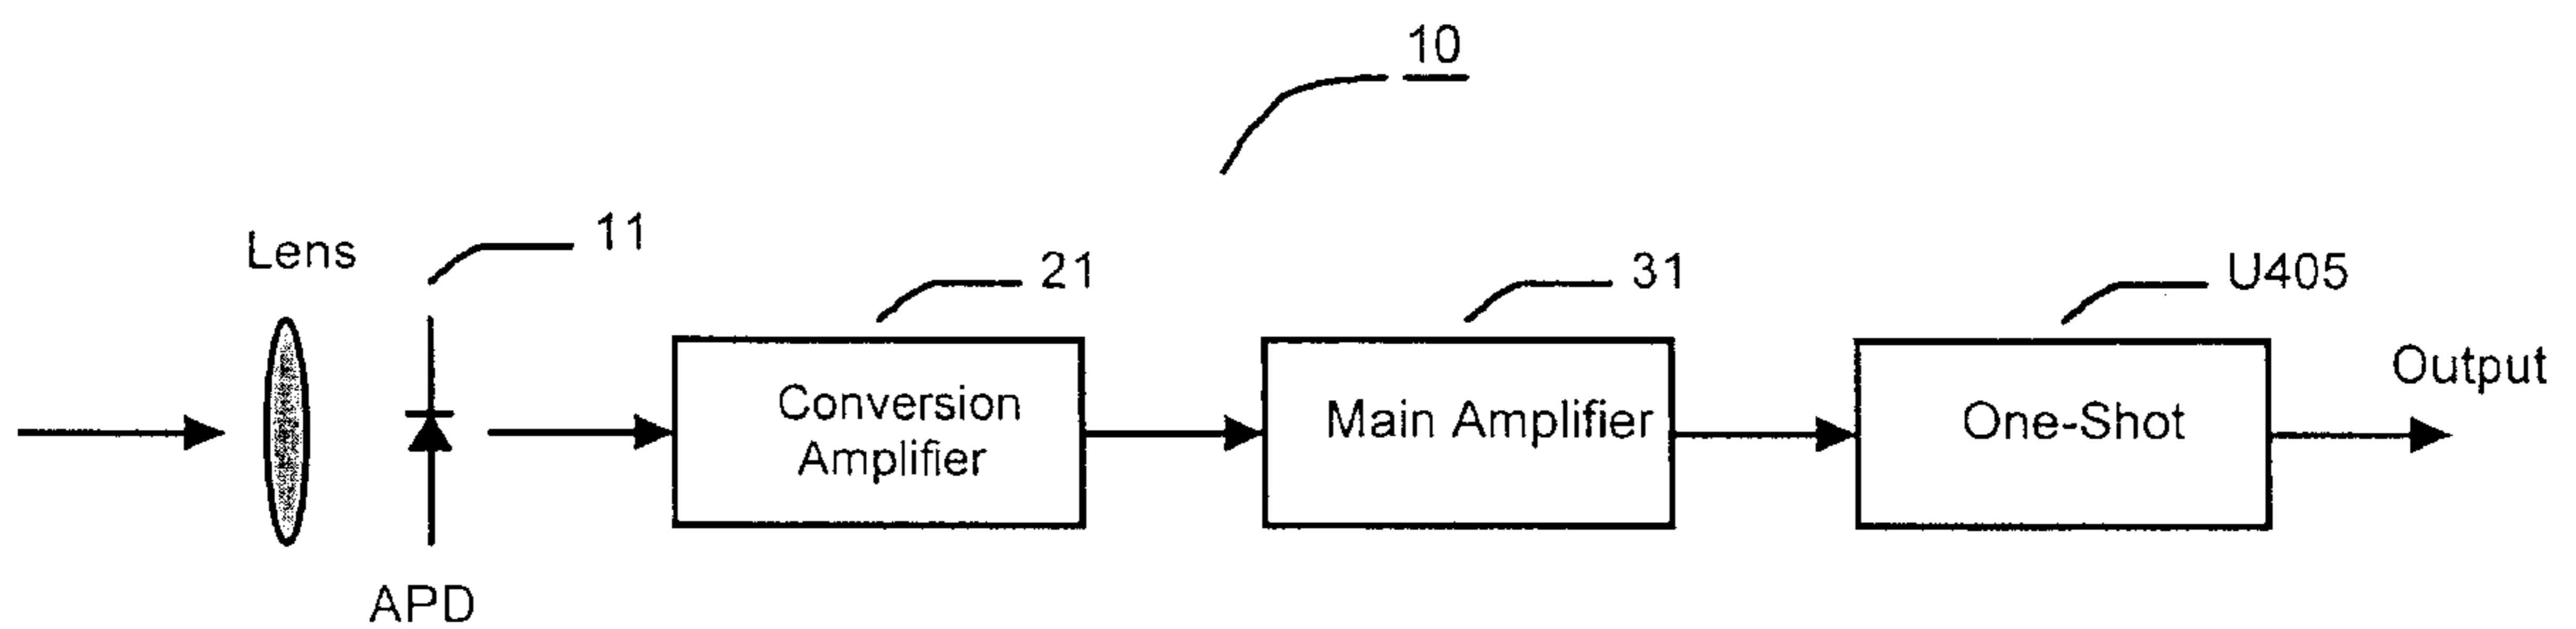 10
Lens
11
21
31
U405
Output
Conversion
Amplifier
Main Amplifier
One-Shot
APD